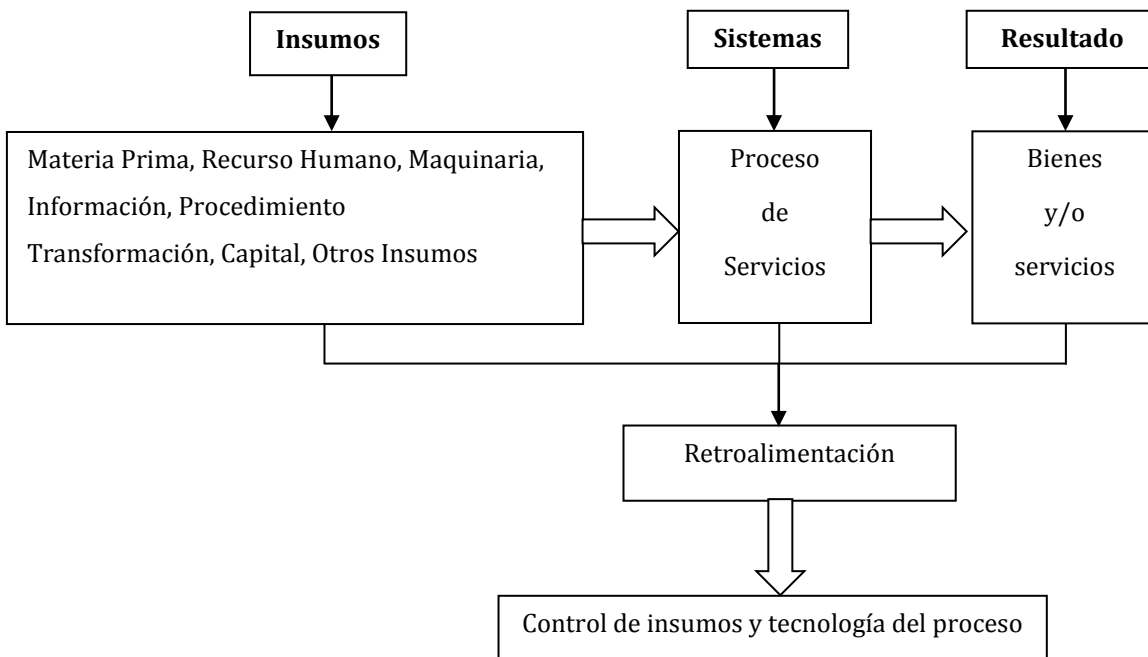 Insumos
Sistemas
Resultado
Materia Prima, Recurso Humano, Maquinaria,
Información, Procedimiento
Transformación, Capital, Otros Insumos
Proceso
de
Servicios
Bienes
y/o
servicios
Retroalimentación
Control de insumos y tecnología del proceso